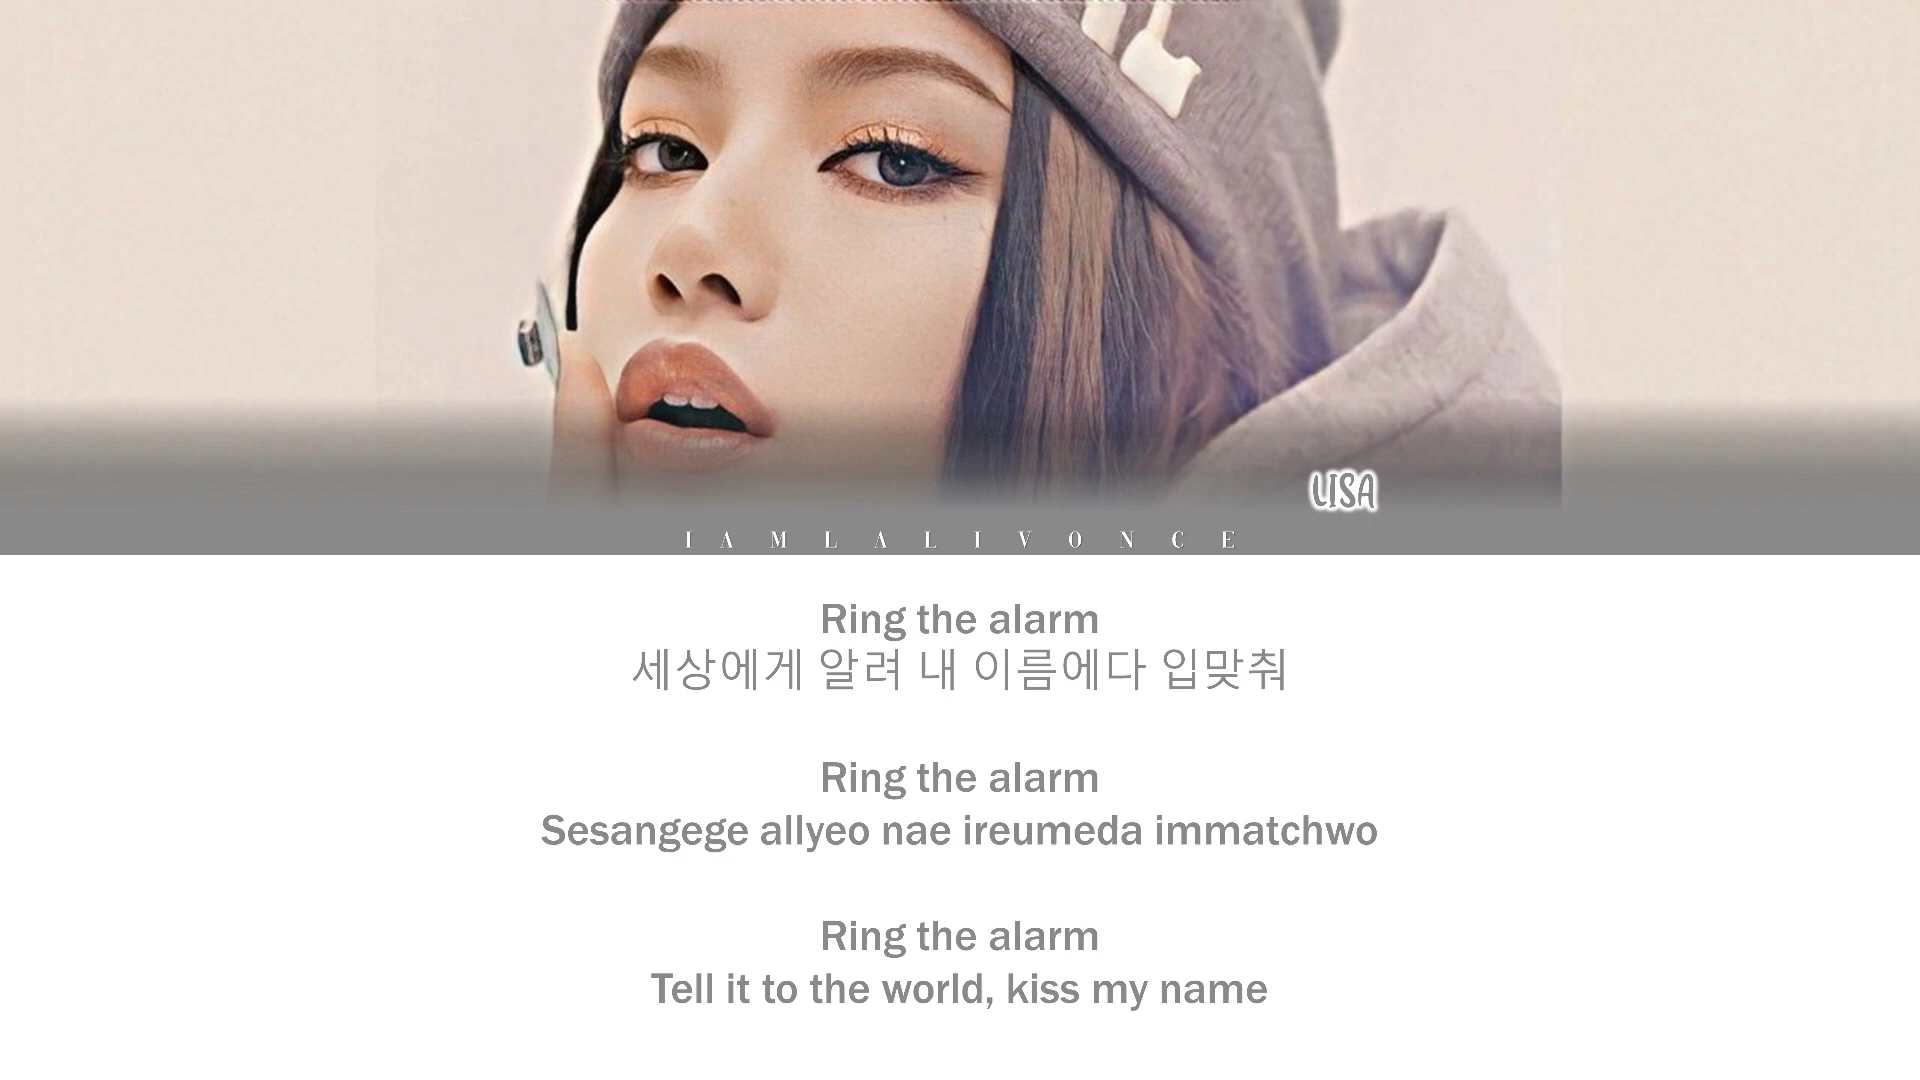 LISA
IAMLALIVONCE
Ring the alarm
세상에게 알려 내 이름에다 입맞춰
Ring the alarm
Sesangege allyeo nae ireumeda immatchwo
Ring the alarm
Tell it to the world, kiss my name